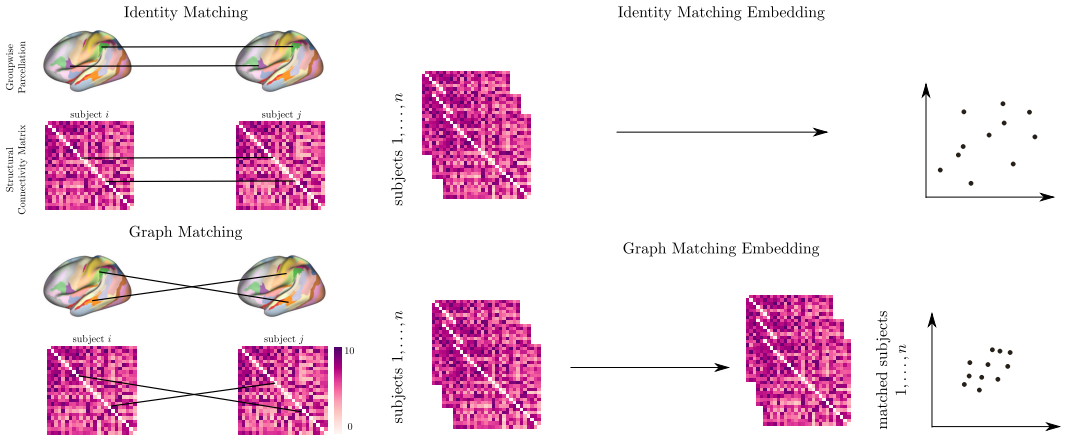 Identity Matching
Groupwise
Parcellation
subject i
subject j
Structural
Connectivity Matrix
Graph Matching
subject i
subject j
10
0
Identity Matching Embedding
subjects 1, . . . , n
Graph Matching Embedding
subjects 1, . . . , n
matched subjects
1, . . . , n